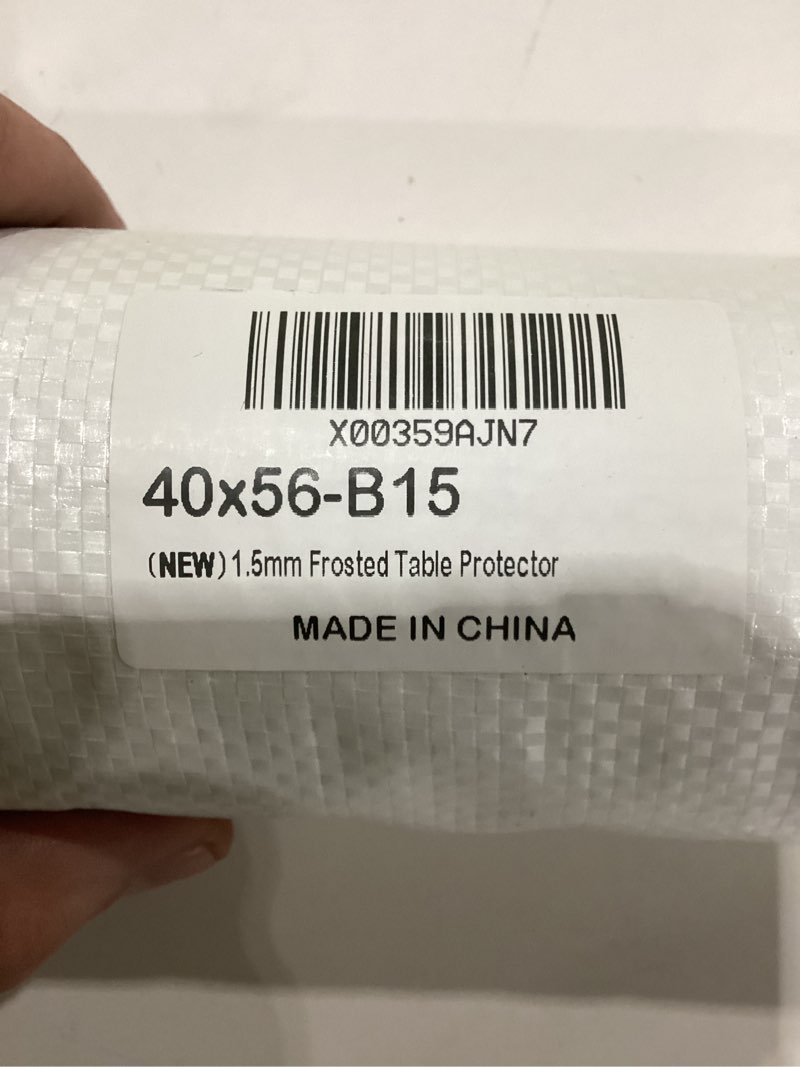 X00359AJN7
40x56-B15
(NEW) 1.5mm Frosted Table Protector
MADE IN CHINA